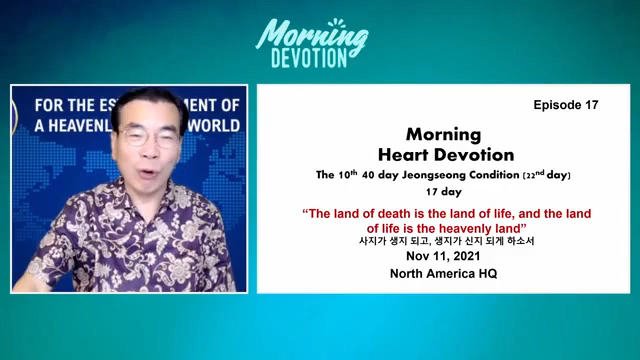 Morning
DEVOTION
FOR THE ES MENT OF
A HEAVENL WORLD
Episode 17
Morning
Heart Devotion
The 10th 40 day Jeongseong Condition (22nd day)
17 day
“The land of death is the land of life, and the land
of life is the heavenly land”
사지가 생지 되고, 생지가 신지 되게 하소서
Nov 11, 2021
North America HQ